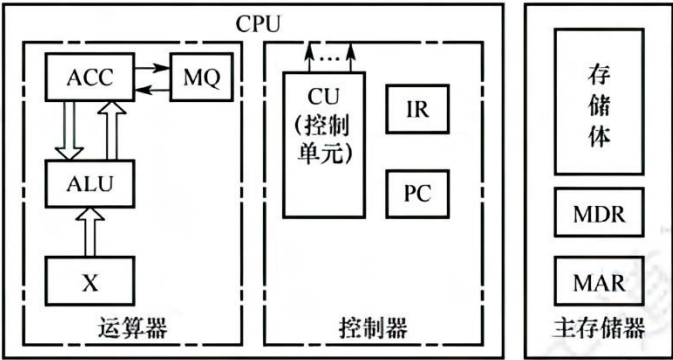 CPU
ACC
MQ
ALU
X
运算器
...
CU
(控制
单元)
IR
PC
控制器
存
储
体
MDR
MAR
主存储器